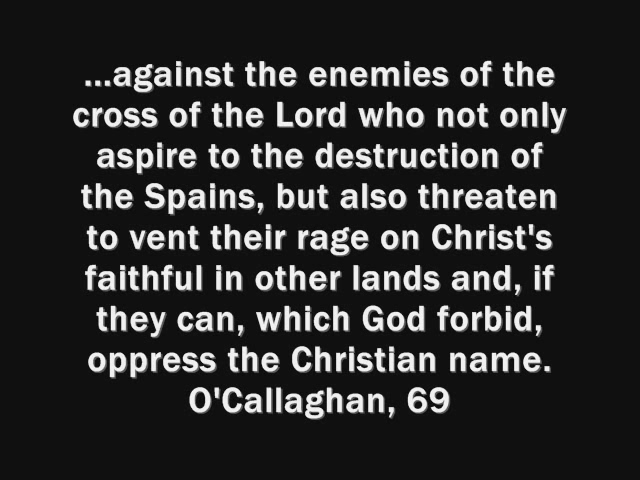 ...against the enemies of the
cross of the Lord who not only
aspire to the destruction of
the Spains, but also threaten
to vent their rage on Christ's
faithful in other lands and, if
they can, which God forbid,
oppress the Christian name.
O'Callaghan, 69